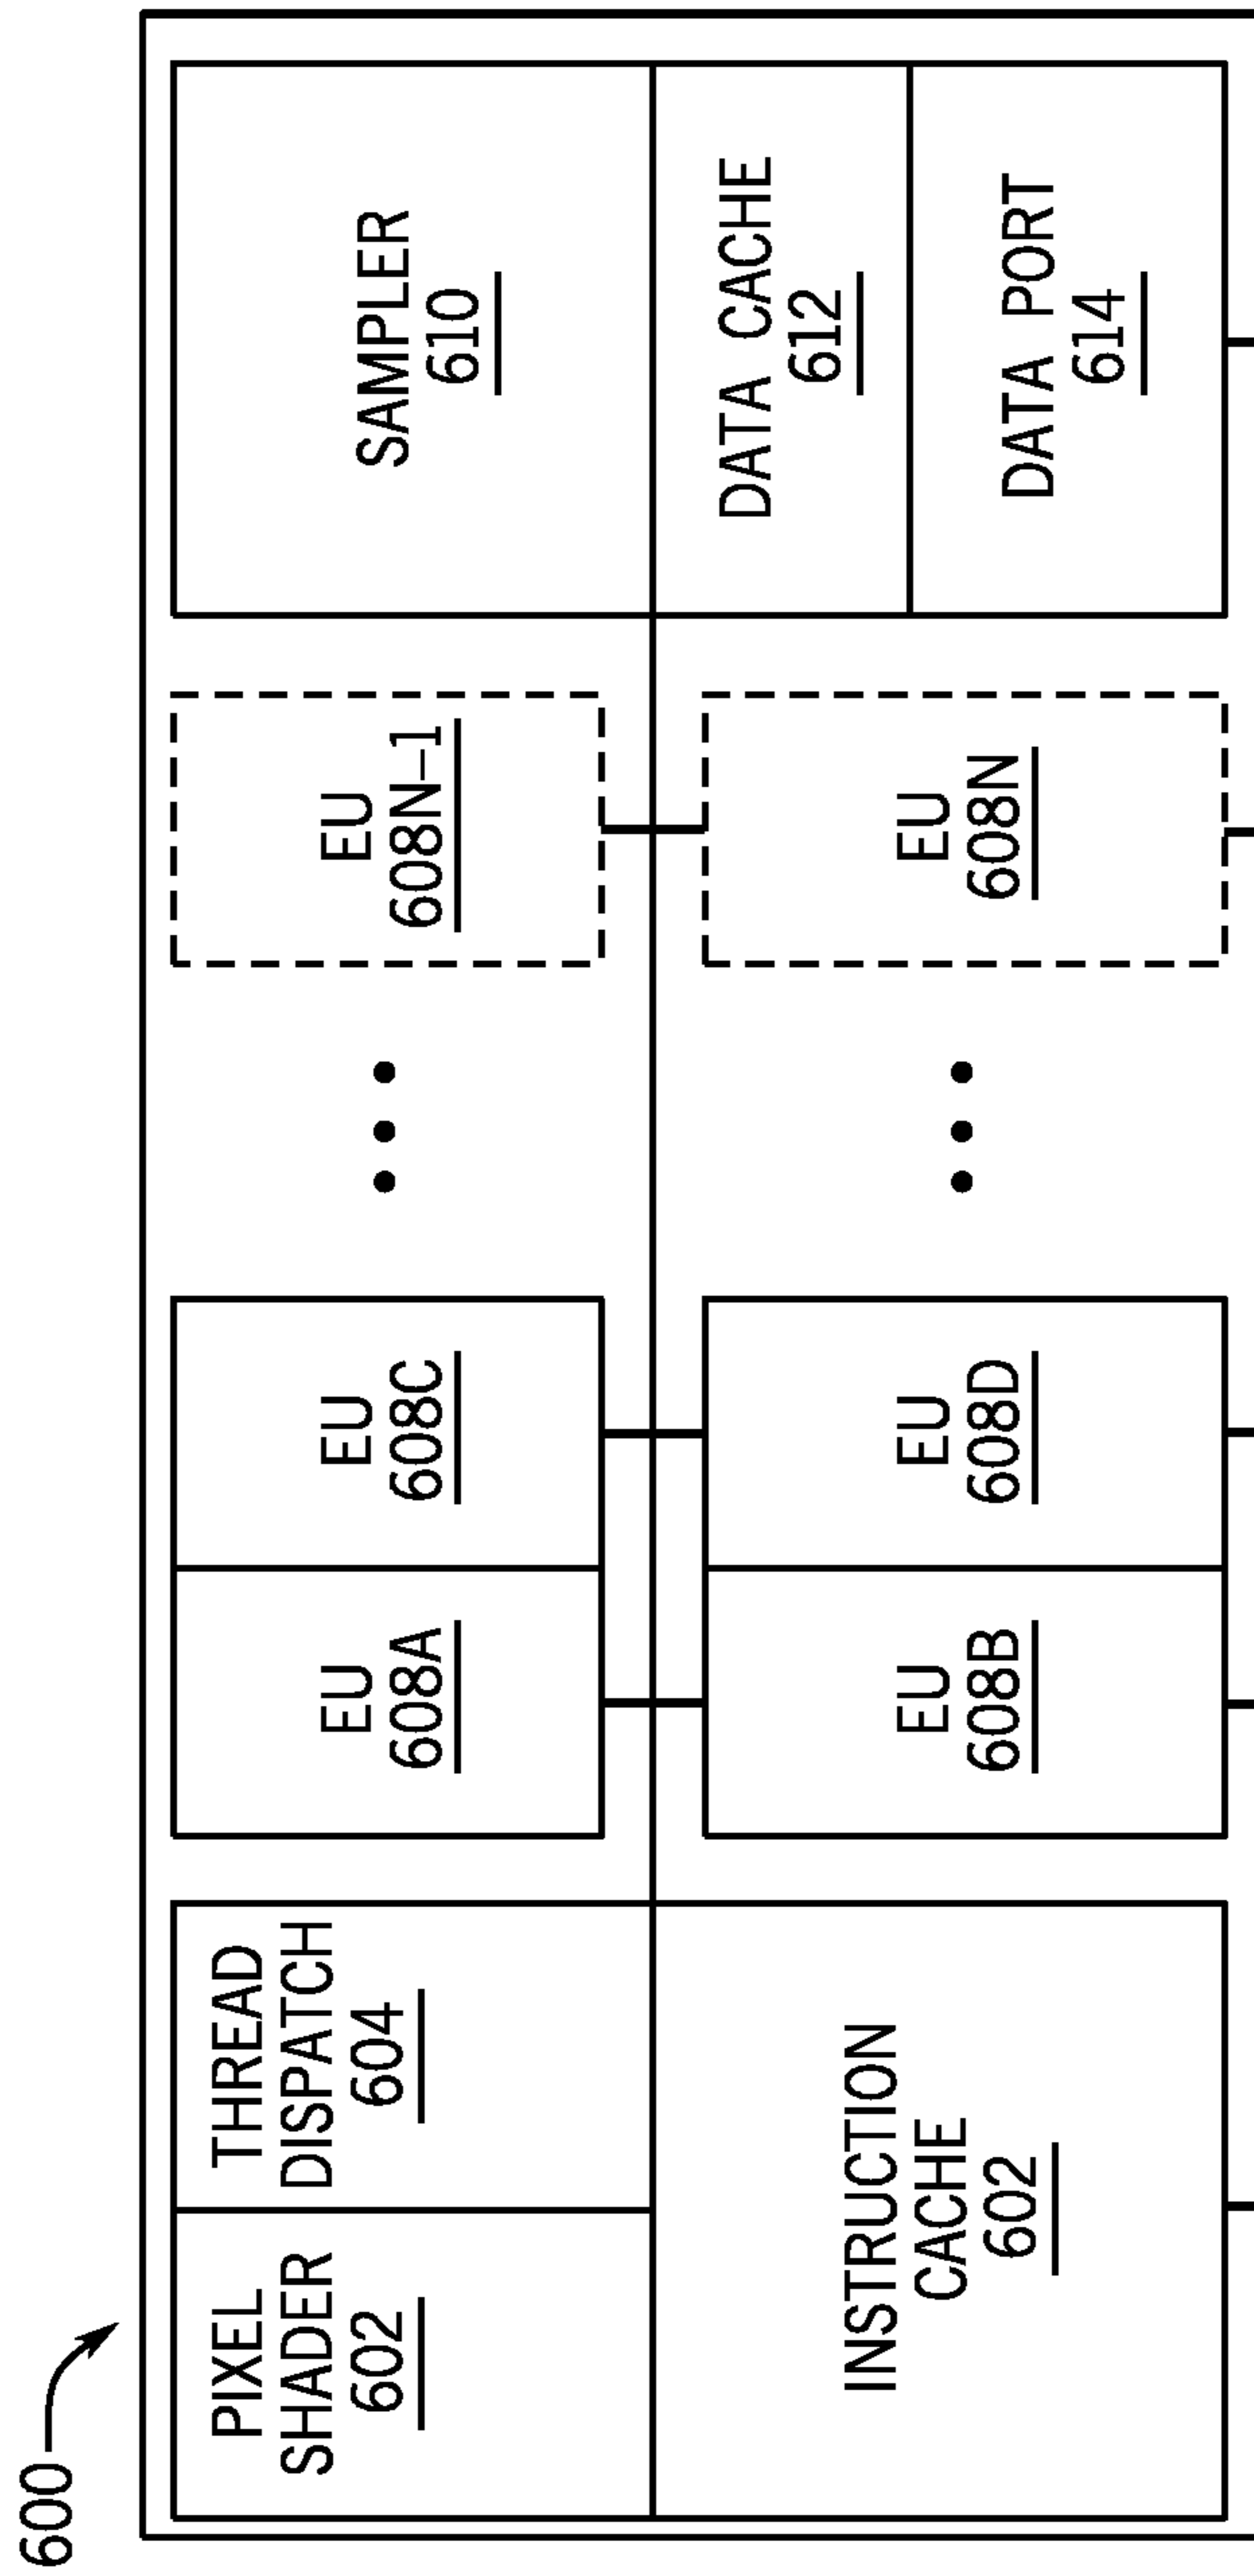 600
PIXEL
SHADER
602
THREAD
DISPATCH
604
INSTRUCTION
CACHE
602
EU
608A
EU
608C
EU
608B
EU
608D
EU
608N–1
EU
608N
SAMPLER
610
DATA CACHE
612
DATA PORT
614